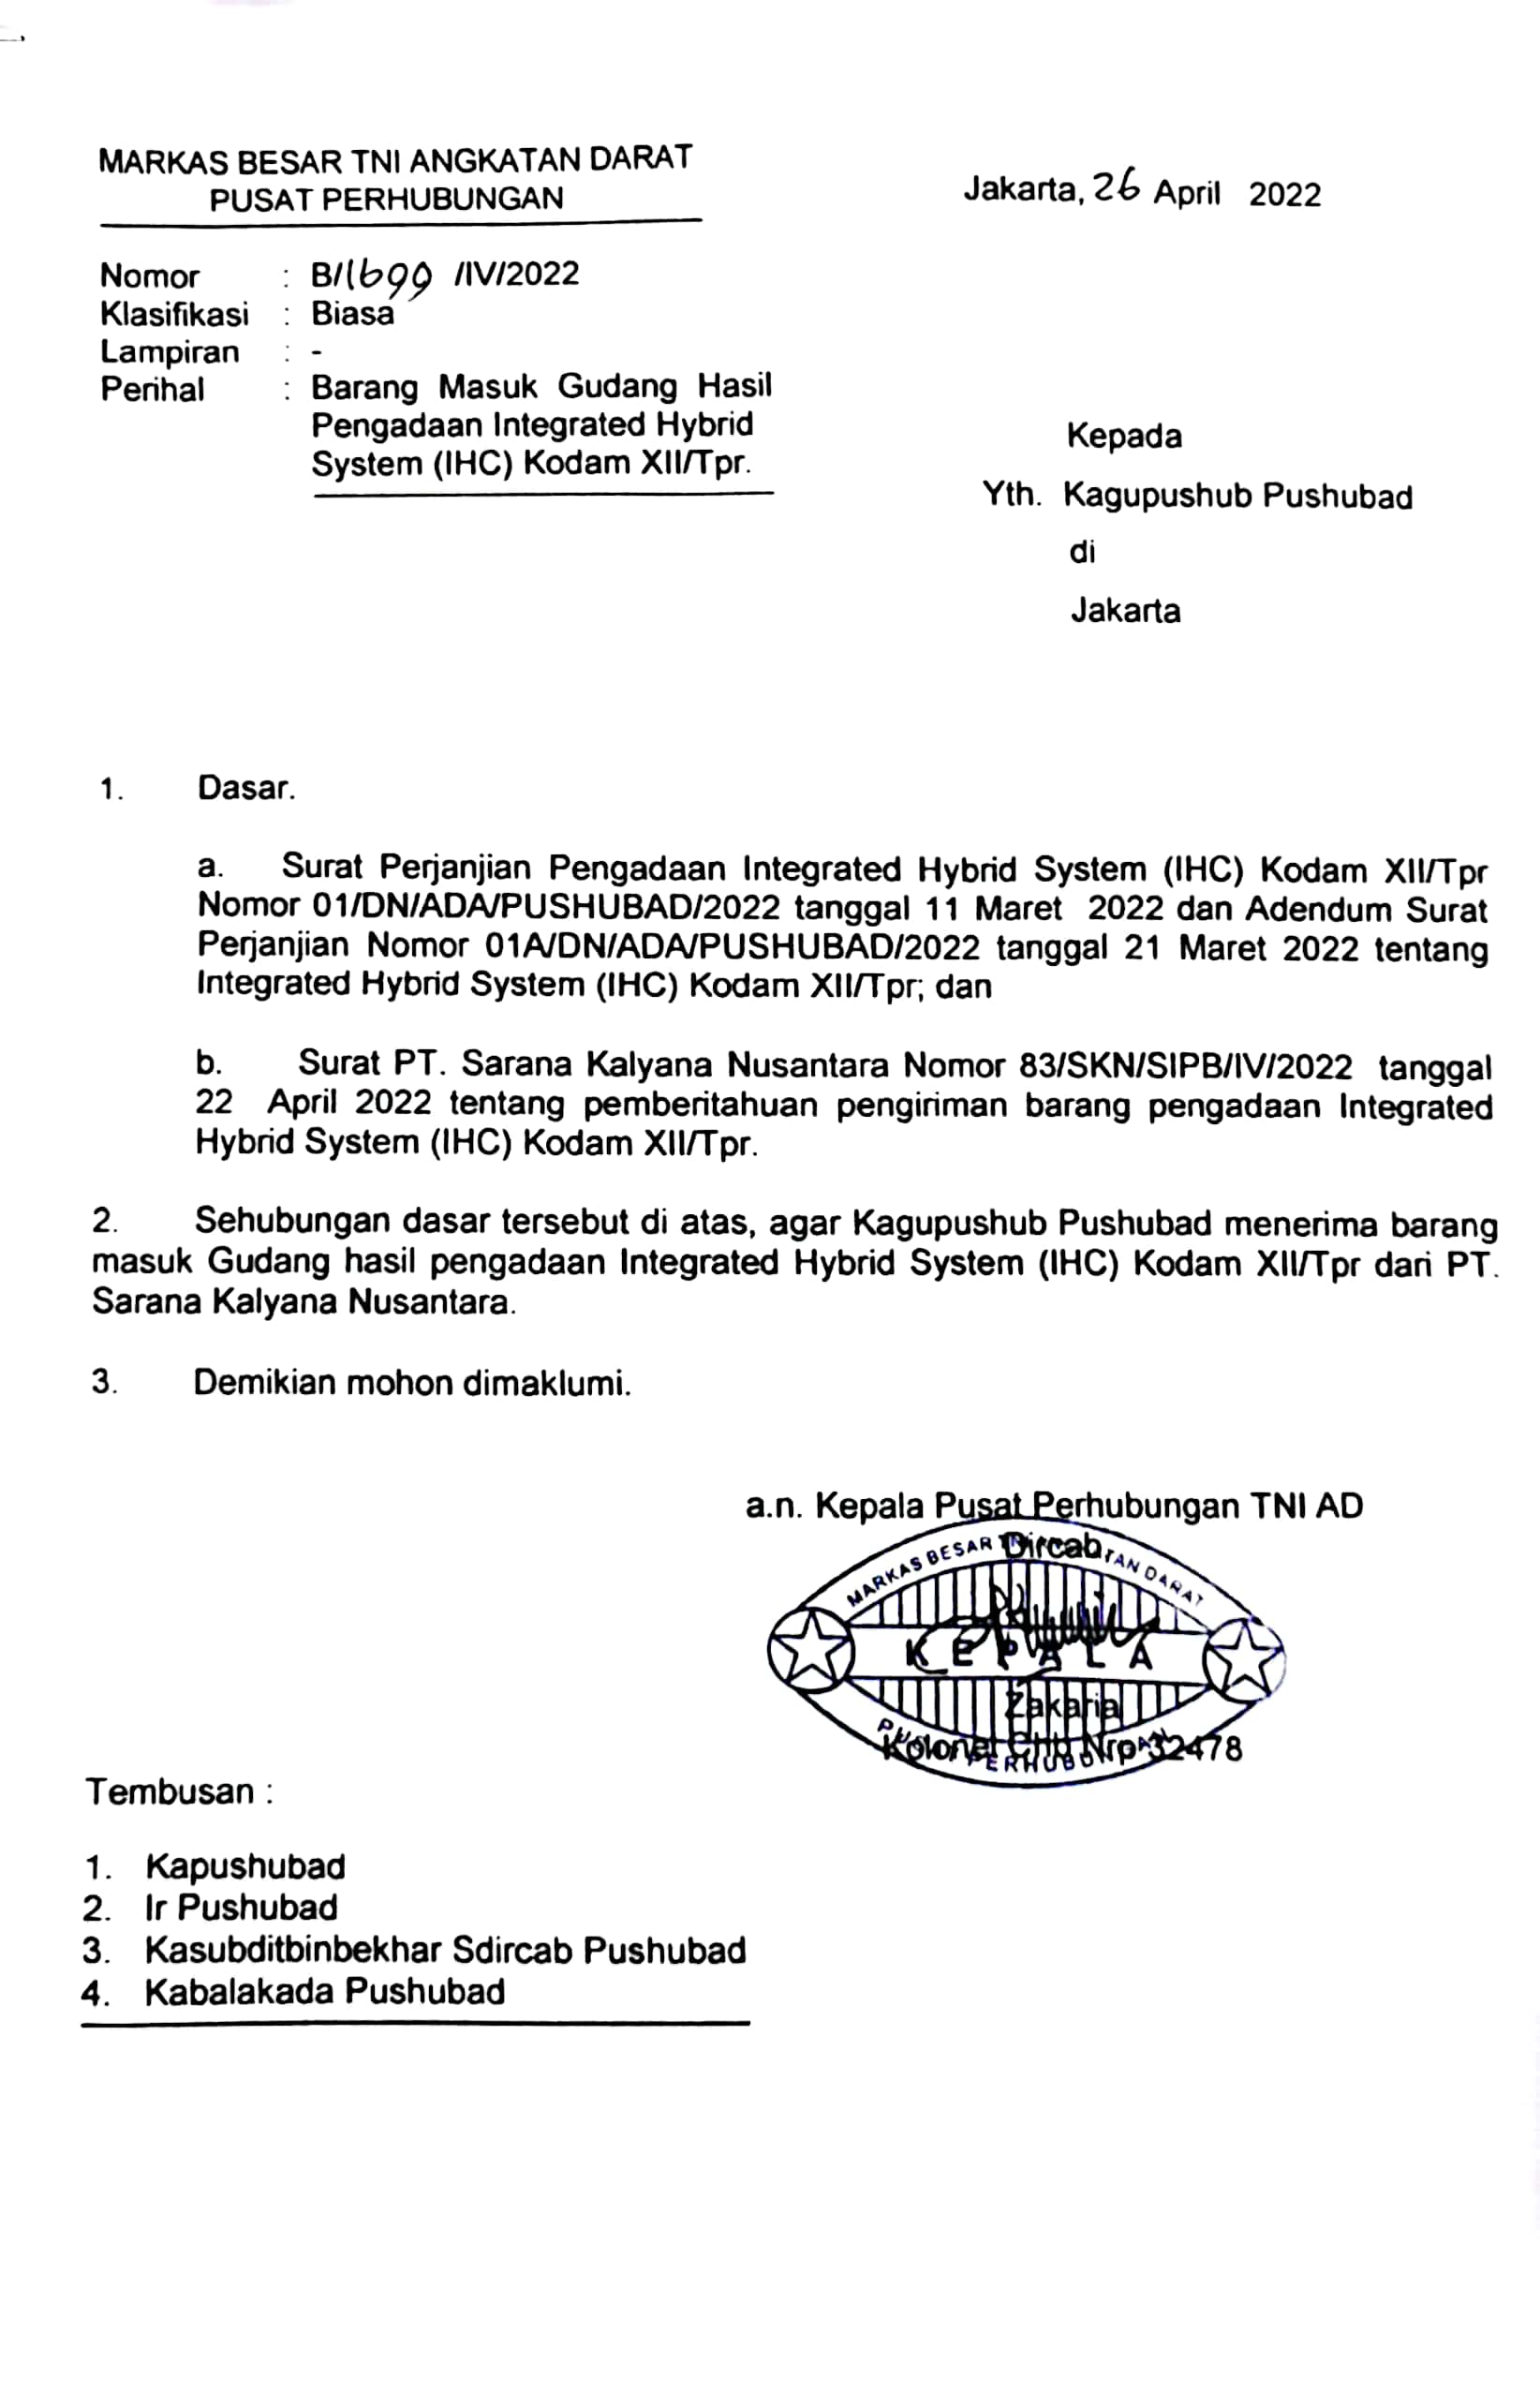 MARKAS BESAR TNI ANGKATAN DARAT
PUSAT PERHUBUNGAN
Jakarta, 26 April 2022
Nomor : B/1699 /IV/2022
Klasifikasi : Biasa
Lampiran : -
Perihal : Barang Masuk Gudang Hasil
Pengadaan Integrated Hybrid
System (IHC) Kodam XII/Tpr.
Kepada
Yth. Kagupushub Pushubad
di
Jakarta
1. Dasar.
a. Surat Perjanjian Pengadaan Integrated Hybrid System (IHC) Kodam XII/Tpr
Nomor 01/DN/ADA/PUSHUBAD/2022 tanggal 11 Maret 2022 dan Adendum Surat
Perjanjian Nomor 01A/DN/ADA/PUSHUBAD/2022 tanggal 21 Maret 2022 tentang
Integrated Hybrid System (IHC) Kodam XII/Tpr; dan
b. Surat PT. Sarana Kalyana Nusantara Nomor 83/SKN/SIPB/IV/2022 tanggal
22 April 2022 tentang pemberitahuan pengiriman barang pengadaan Integrated
Hybrid System (IHC) Kodam XII/Tpr.
2. Sehubungan dasar tersebut di atas, agar Kagupushub Pushubad menerima barang
masuk Gudang hasil pengadaan Integrated Hybrid System (IHC) Kodam XII/Tpr dari PT.
Sarana Kalyana Nusantara.
3. Demikian mohon dimaklumi.
a.n. Kepala Pusat Perhubungan TNI AD
Dircab,
MARKAS BESAR DARAT
KEPALA
Zakaria
Kolonel Chb Nrp 32478
Tembusan :
1. Kapushubad
2. Ir Pushubad
3. Kasubditbinbekhar Sdircab Pushubad
4. Kabalakada Pushubad